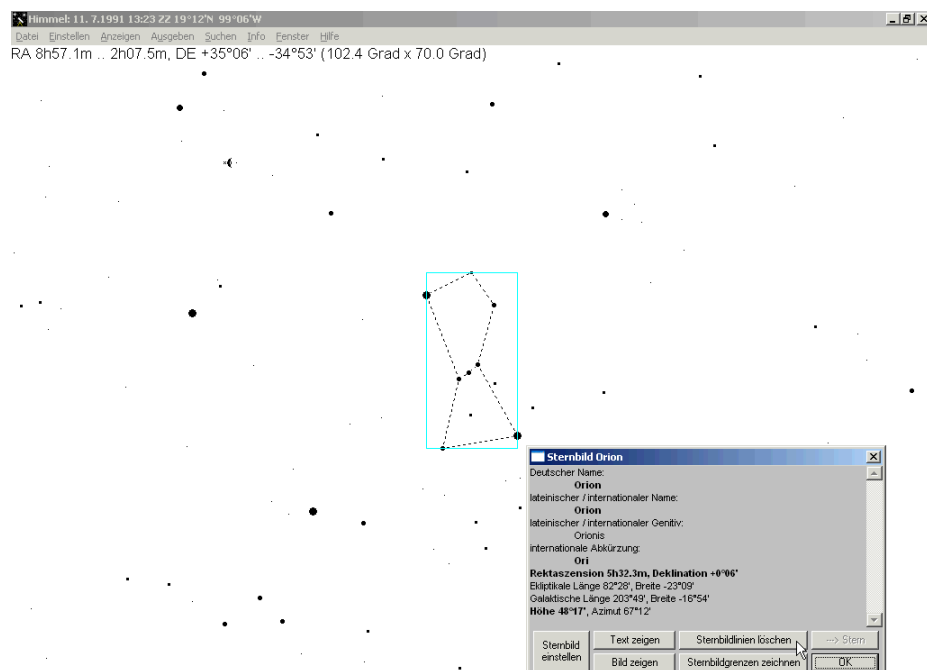 Himmel: 11. 7.1991 13:23 ZZ 19°12'N 99°06'W
Datei Einstellen Anzeigen Ausgeben Suchen Info Fenster Hilfe
RA 8h57.1m .. 2h07.5m, DE +35°06' .. -34°53' (102.4 Grad x 70.0 Grad)
Sternbild Orion
Deutscher Name:
Orion
lateinischer / internationaler Name:
Orion
lateinischer / internationaler Genitiv:
Orionis
internationale Abkürzung:
Ori
Rektaszension 5h32.3m, Deklination +0°06'
Ekliptikale Länge 82°28', Breite -23°09'
Galaktische Länge 203°49', Breite -16°54'
Höhe 48°17', Azimut 67°12'
Sternbild einstellen
Text zeigen
Sternbildlinien löschen
---> Stern
Bild zeigen
Sternbildgrenzen zeichnen
OK